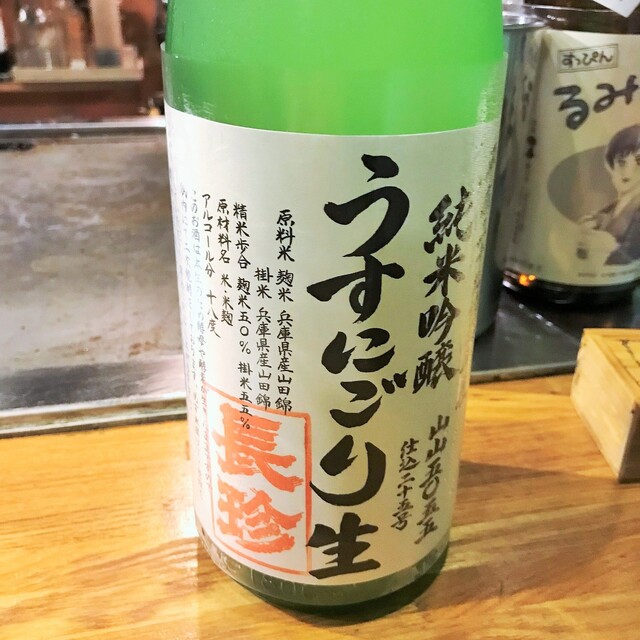 純米吟醸
山山五〇五五
仕込二十五号
うすにごり生
原料米 麹米 兵庫県産山田錦
掛米 兵庫県産山田錦
精米歩合 麹米五〇% 掛米五五%
原材料名 米・米麹
アルコール分 十八度
長珍
すっぴん
るみ